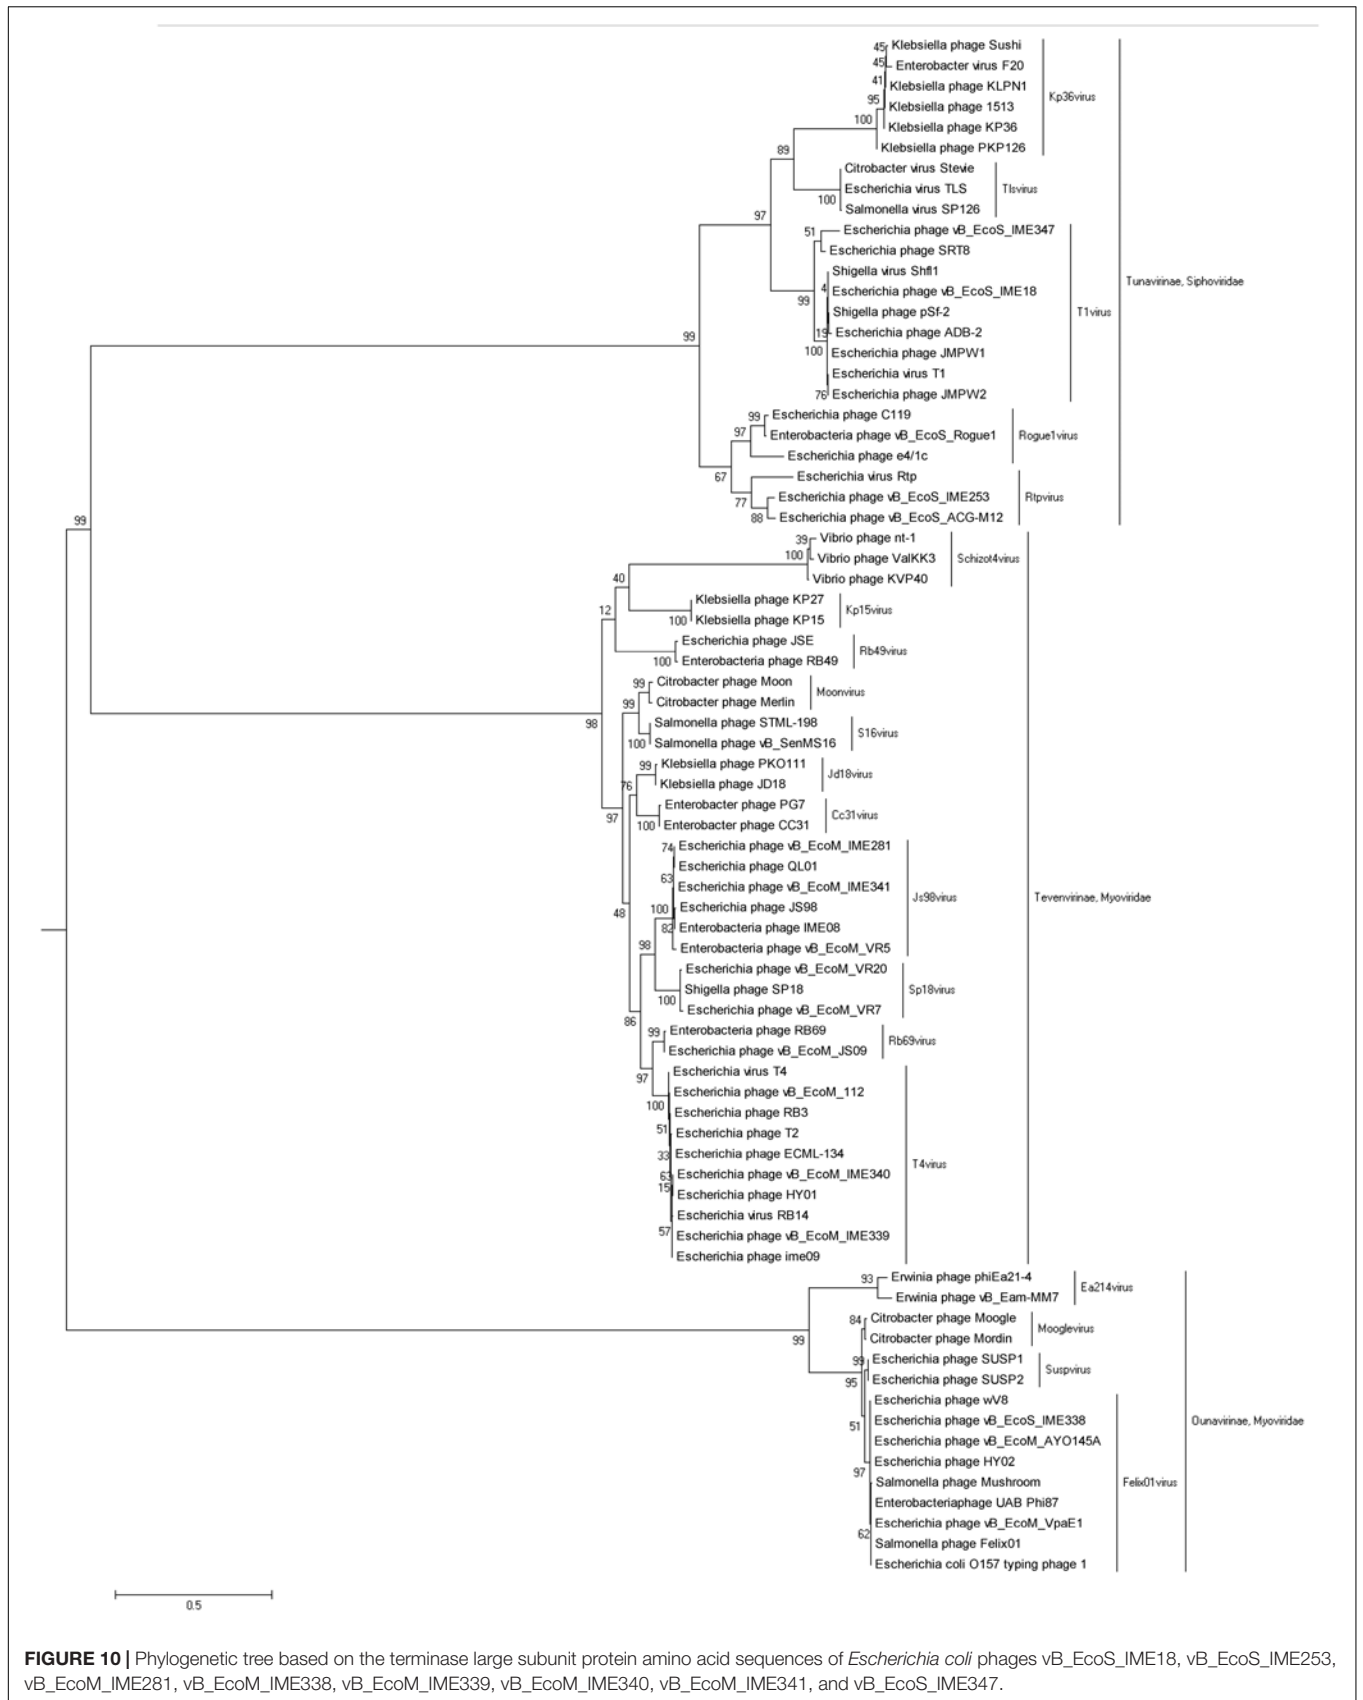 45 Klebsiella phage Sushi
45 Enterobacter virus F20
41 Klebsiella phage KLPN1
Kp36virus
95 Klebsiella phage 1513
100 Klebsiella phage KP36
Klebsiella phage PKP126
89
Citrobacter virus Stevie
Escherichia virus TLS
Tlsvirus
100 Salmonella virus SP126
97
51 Escherichia phage vB_EcoS_IME347
Escherichia phage SRT8
Shigella virus Shfl1
Tunavirinae, Siphoviridae
4 Escherichia phage vB_EcoS_IME18
99
Shigella phage pSf-2
T1virus
19 Escherichia phage ADB-2
99
100 Escherichia phage JMPW1
Escherichia virus T1
76 Escherichia phage JMPW2
99 Escherichia phage C119
97 Enterobacteria phage vB_EcoS_Rogue1
Rogue1virus
Escherichia phage e4/1c
67
Escherichia virus Rtp
77 Escherichia phage vB_EcoS_IME253
Rtpvirus
88 Escherichia phage vB_EcoS_ACG-M12
99
39 Vibrio phage nt-1
100 Vibrio phage ValKK3
Schizot4virus
Vibrio phage KVP40
40
Klebsiella phage KP27
12
Kp15virus
100 Klebsiella phage KP15
Escherichia phage JSE
Rb49virus
100 Enterobacteria phage RB49
99 Citrobacter phage Moon
Moonvirus
99 Citrobacter phage Merlin
98
Salmonella phage STML-198
S16virus
100 Salmonella phage vB_SenMS16
99 Klebsiella phage PKO111
Jd18virus
76 Klebsiella phage JD18
Enterobacter phage PG7
97
Cc31virus
100 Enterobacter phage CC31
74 Escherichia phage vB_EcoM_IME281
Escherichia phage QL01
63 Escherichia phage vB_EcoM_IME341
Js98virus
Tevenvirinae, Myoviridae
48
100 Escherichia phage JS98
82 Enterobacteria phage IME08
98 Enterobacteria phage vB_EcoM_VR5
Escherichia phage vB_EcoM_VR20
Shigella phage SP18
Sp18virus
100
Escherichia phage vB_EcoM_VR7
86
99 Enterobacteria phage RB69
Rb69virus
Escherichia phage vB_EcoM_JS09
97
Escherichia virus T4
Escherichia phage vB_EcoM_112
100 Escherichia phage RB3
51 Escherichia phage T2
33 Escherichia phage ECML-134
T4virus
63 Escherichia phage vB_EcoM_IME340
15 Escherichia phage HY01
Escherichia virus RB14
57 Escherichia phage vB_EcoM_IME339
Escherichia phage ime09
93 Erwinia phage phiEa21-4
Ea214virus
Erwinia phage vB_Eam-MM7
84 Citrobacter phage Moogle
Mooglevirus
99 Citrobacter phage Mordin
99 Escherichia phage SUSP1
Suspvirus
95 Escherichia phage SUSP2
Escherichia phage wV8
51 Escherichia phage vB_EcoS_IME338
Ounavirinae, Myoviridae
Escherichia phage vB_EcoM_AYO145A
Escherichia phage HY02
97 Salmonella phage Mushroom
Felix01virus
Enterobacteriaphage UAB Phi87
Escherichia phage vB_EcoM_VpaE1
62
Salmonella phage Felix01
Escherichia coli O157 typing phage 1
0.5
FIGURE 10 | Phylogenetic tree based on the terminase large subunit protein amino acid sequences of Escherichia coli phages vB_EcoS_IME18, vB_EcoS_IME253,
vB_EcoM_IME281, vB_EcoM_IME338, vB_EcoM_IME339, vB_EcoM_IME340, vB_EcoM_IME341, and vB_EcoS_IME347.